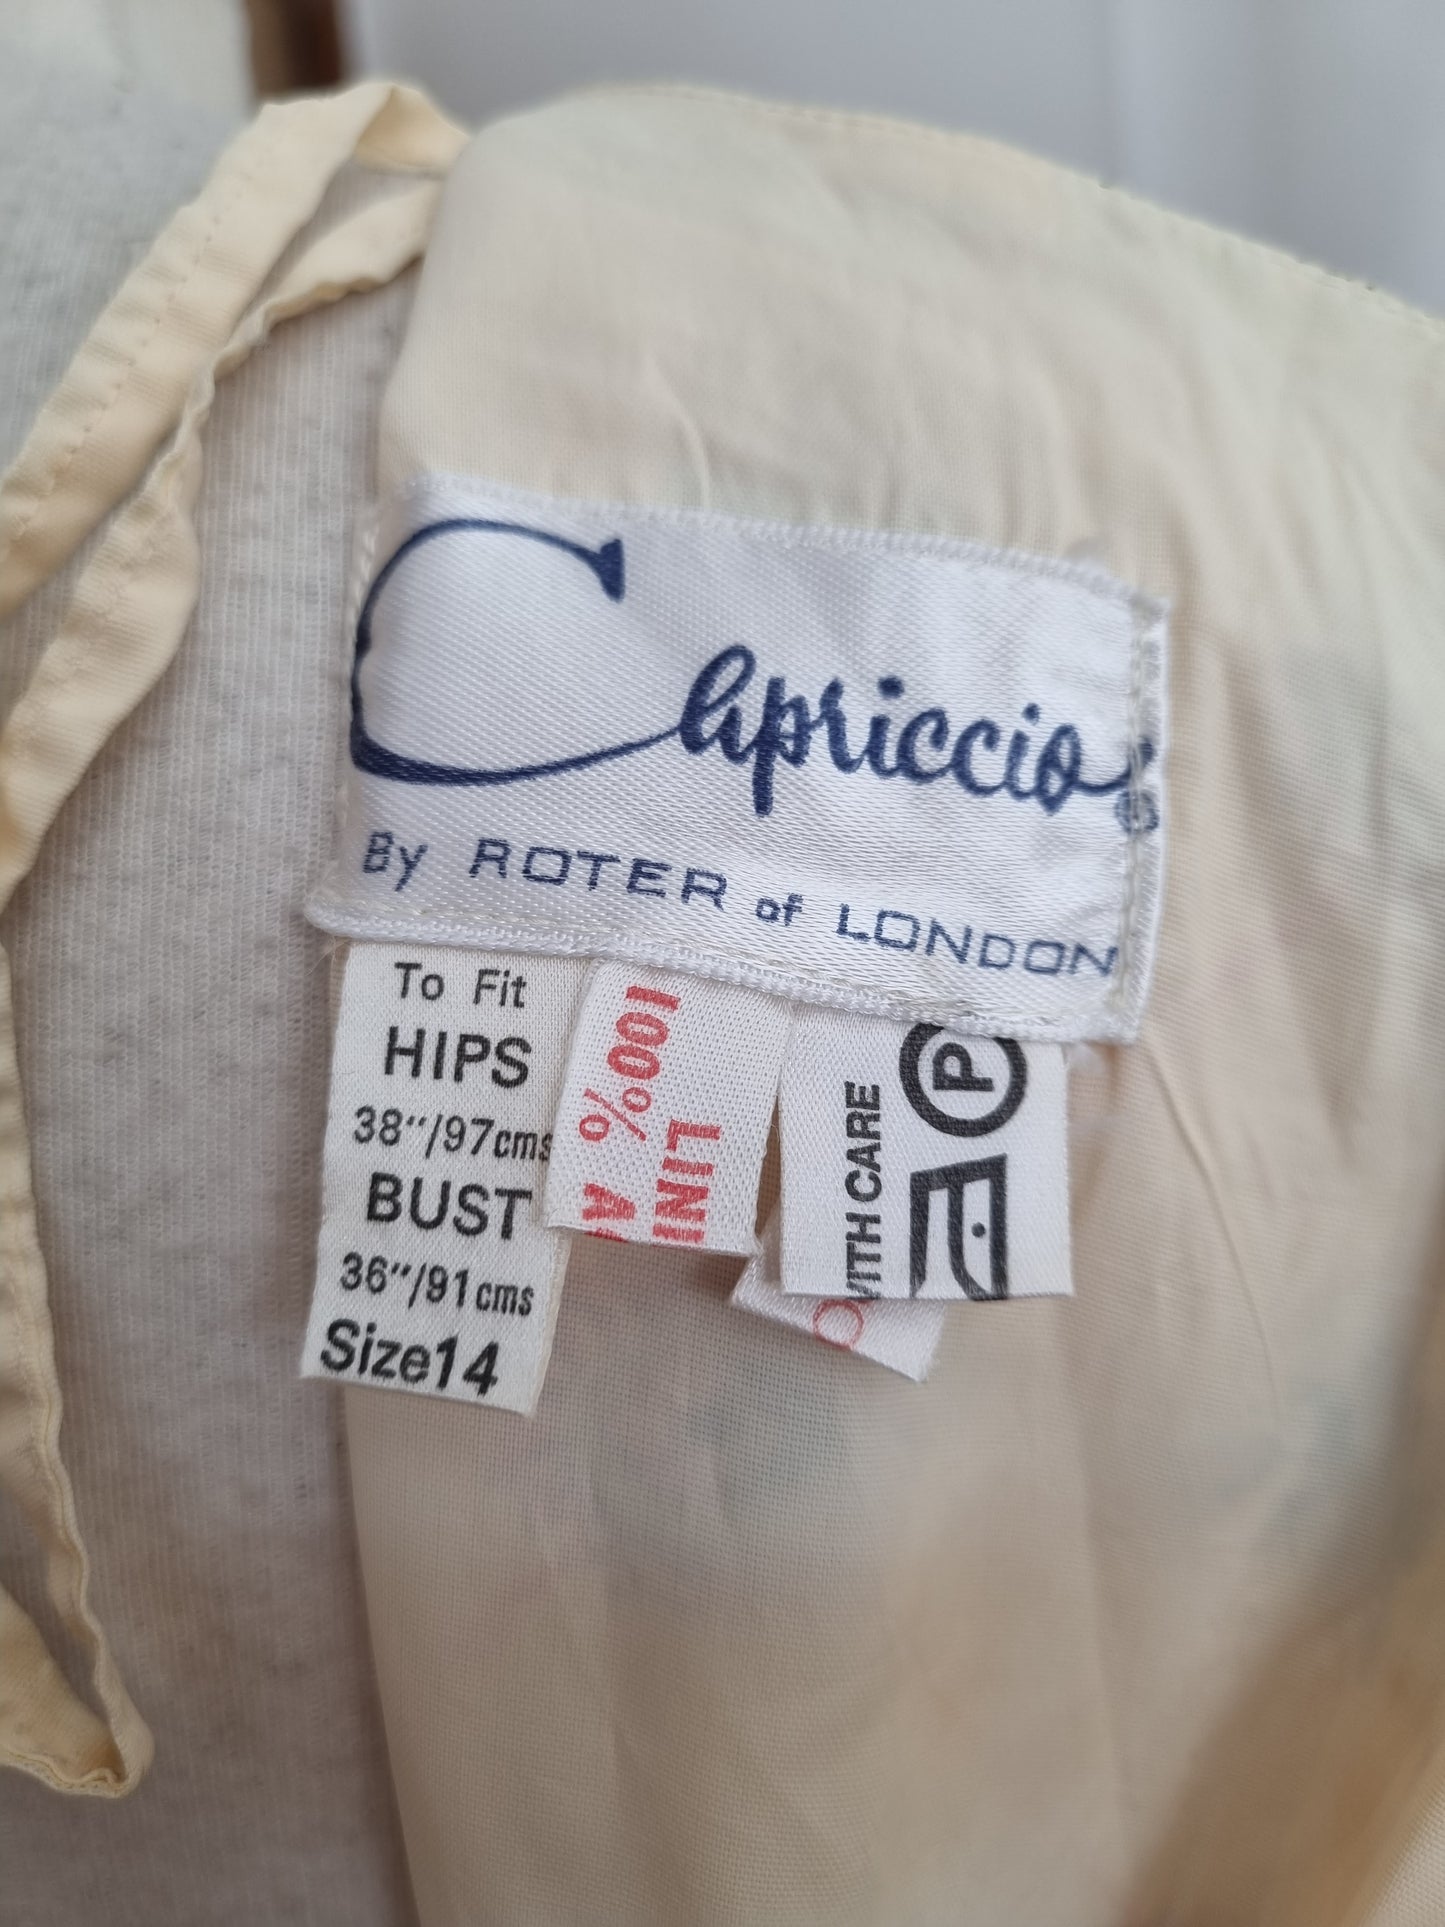 Capriccio ®
By ROTER of LONDON
To Fit
HIPS
38"/97cms
BUST
36"/91cms
Size14
100%
LINI
WITH CARE
P